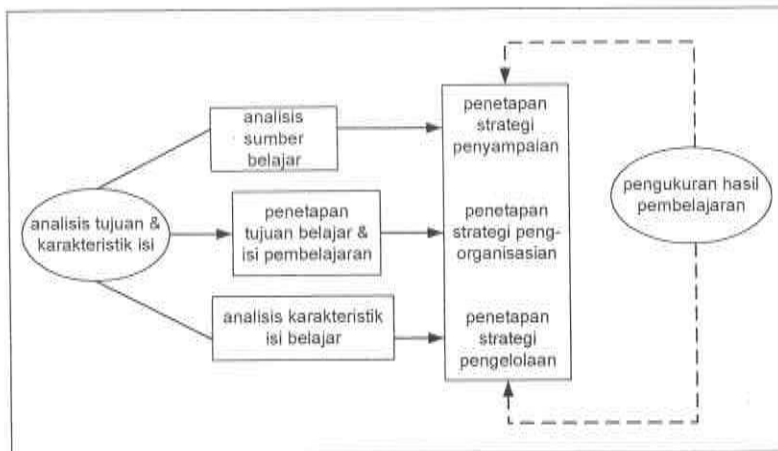 analisis
sumber
belajar
analisis tujuan &
karakteristik isi
penetapan
tujuan belajar &
isi pembelajaran
analisis karakteristik
isi belajar
penetapan
strategi
penyampaian
penetapan
strategi peng-
organisasian
penetapan
strategi
pengelolaan
pengukuran hasil
pembelajaran